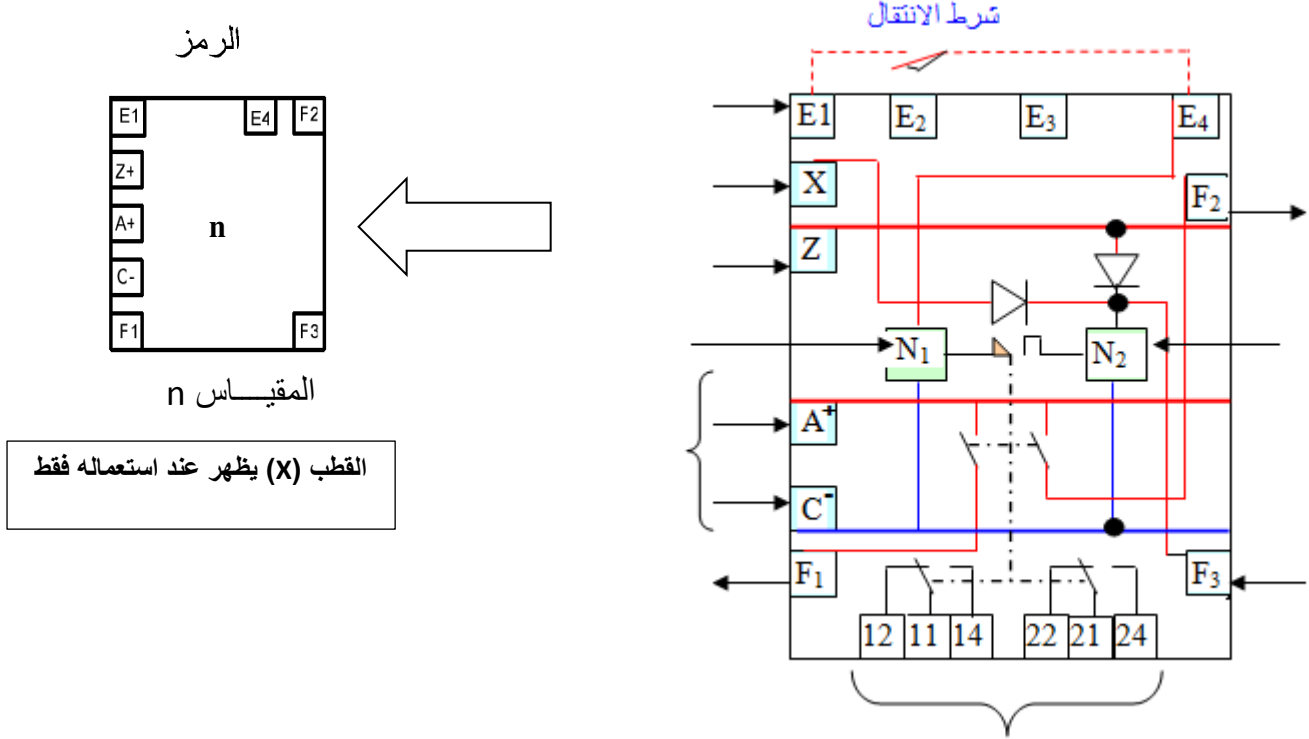 الرمز
E1
E4
F2
Z+
A+
n
C-
F1
F3
المقيـــاس n
القطب (x) يظهر عند استعماله فقط
شرط الانتقال
E1
E₂
E₃
E₄
X
F₂
Z
N₁
N₂
A⁺
C⁻
F₁
F₃
12 11 14 22 21 24